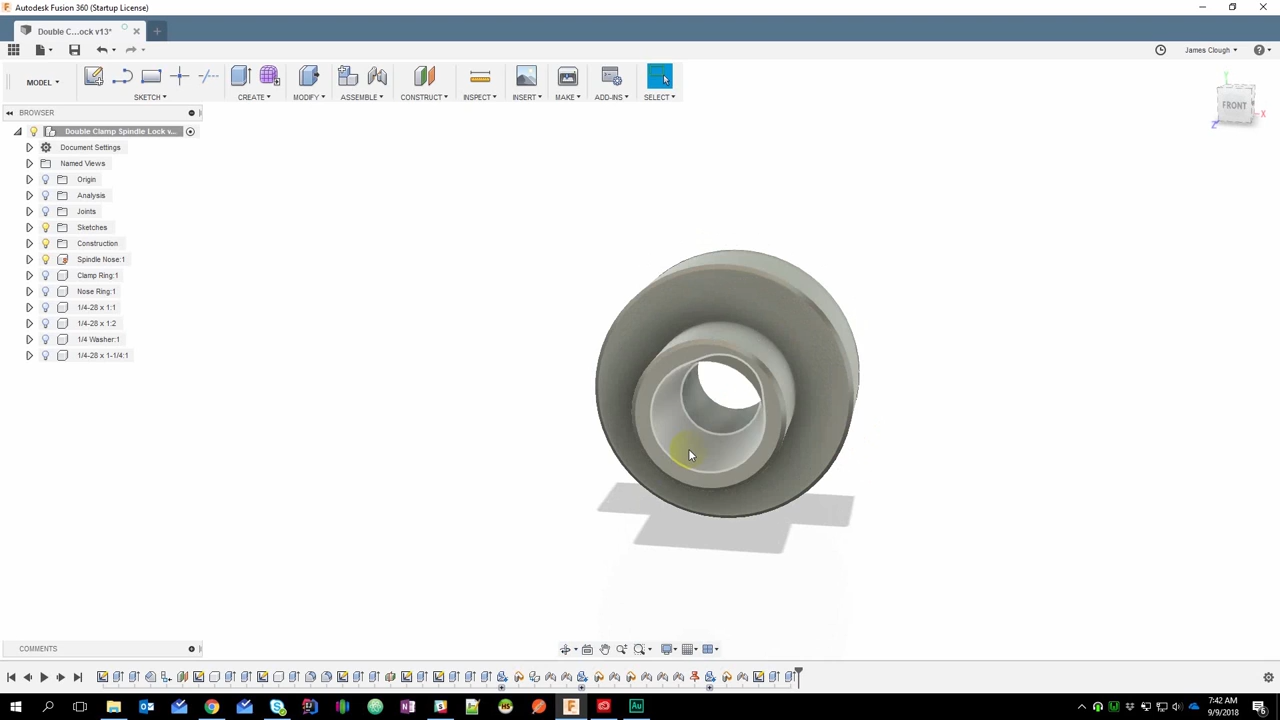 Autodesk Fusion 360 (Startup License)
Double C...ock v13*
James Clough
MODEL
SKETCH
CREATE
MODIFY
ASSEMBLE
CONSTRUCT
INSPECT
INSERT
MAKE
ADD-INS
SELECT
FRONT
Y
X
Z
BROWSER
Double Clamp Spindle Lock v...
Document Settings
Named Views
Origin
Analysis
Joints
Sketches
Construction
Spindle Nose:1
Clamp Ring:1
Nose Ring:1
1/4-28 x 1:1
1/4-28 x 1:2
1/4 Washer:1
1/4-28 x 1-1/4:1
COMMENTS
7:42 AM
9/9/2018